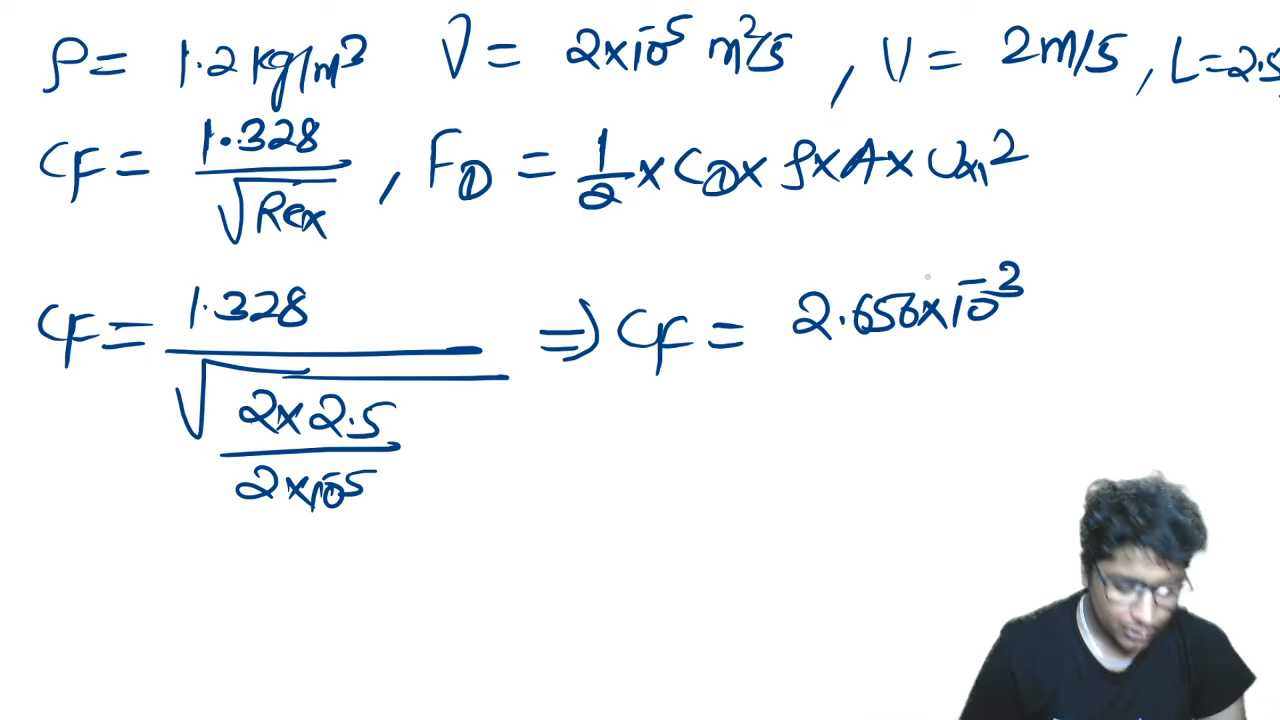 ρ = 1.2 kg/m³ ν = 2×10⁻⁵ m²/s , V = 2m/s , L=2.5
CF = 1.328 / √Rex , FD = 1/2 × CD × ρ × A × U∞²
CF = 1.328 / √(2×2.5 / 2×10⁻⁵) ⇒ CF = 2.656×10⁻³